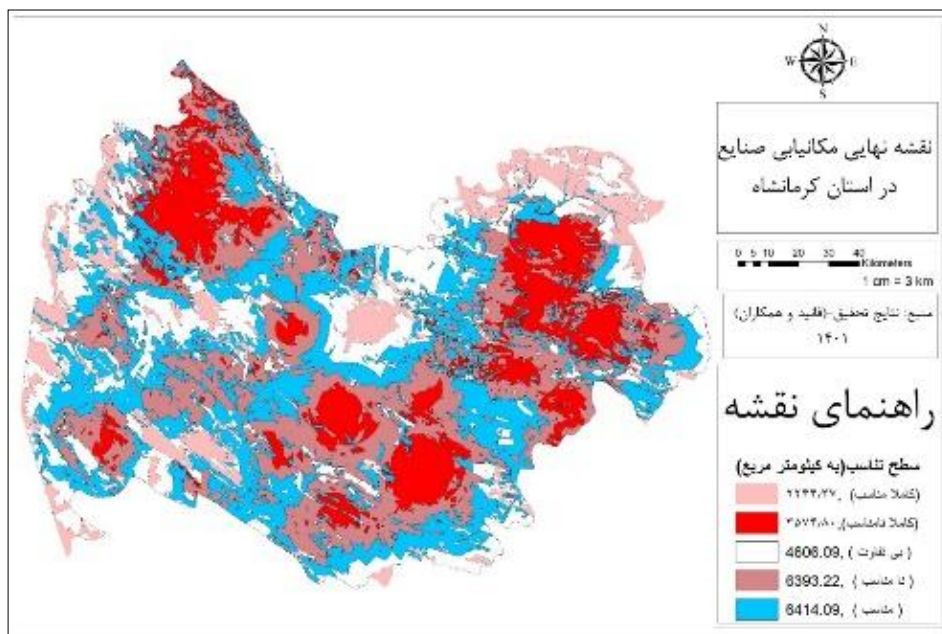 N
W E
S
نقشه نهایی مکانیابی صنایع
در استان کرمانشاه
0 5 10 20 30 40
Kilometers
1 cm = 3 km
منبع: نتایج تحقیق-(قائید و همکاران)
۱۴۰۱
راهنمای نقشه
سطح تناسب(به کیلومتر مربع)
(کاملا مناسب)
(کاملا نامناسب)
4606.09, ( بی تفاوت )
6393.22, ( نا مناسب )
6414.09, ( مناسب )